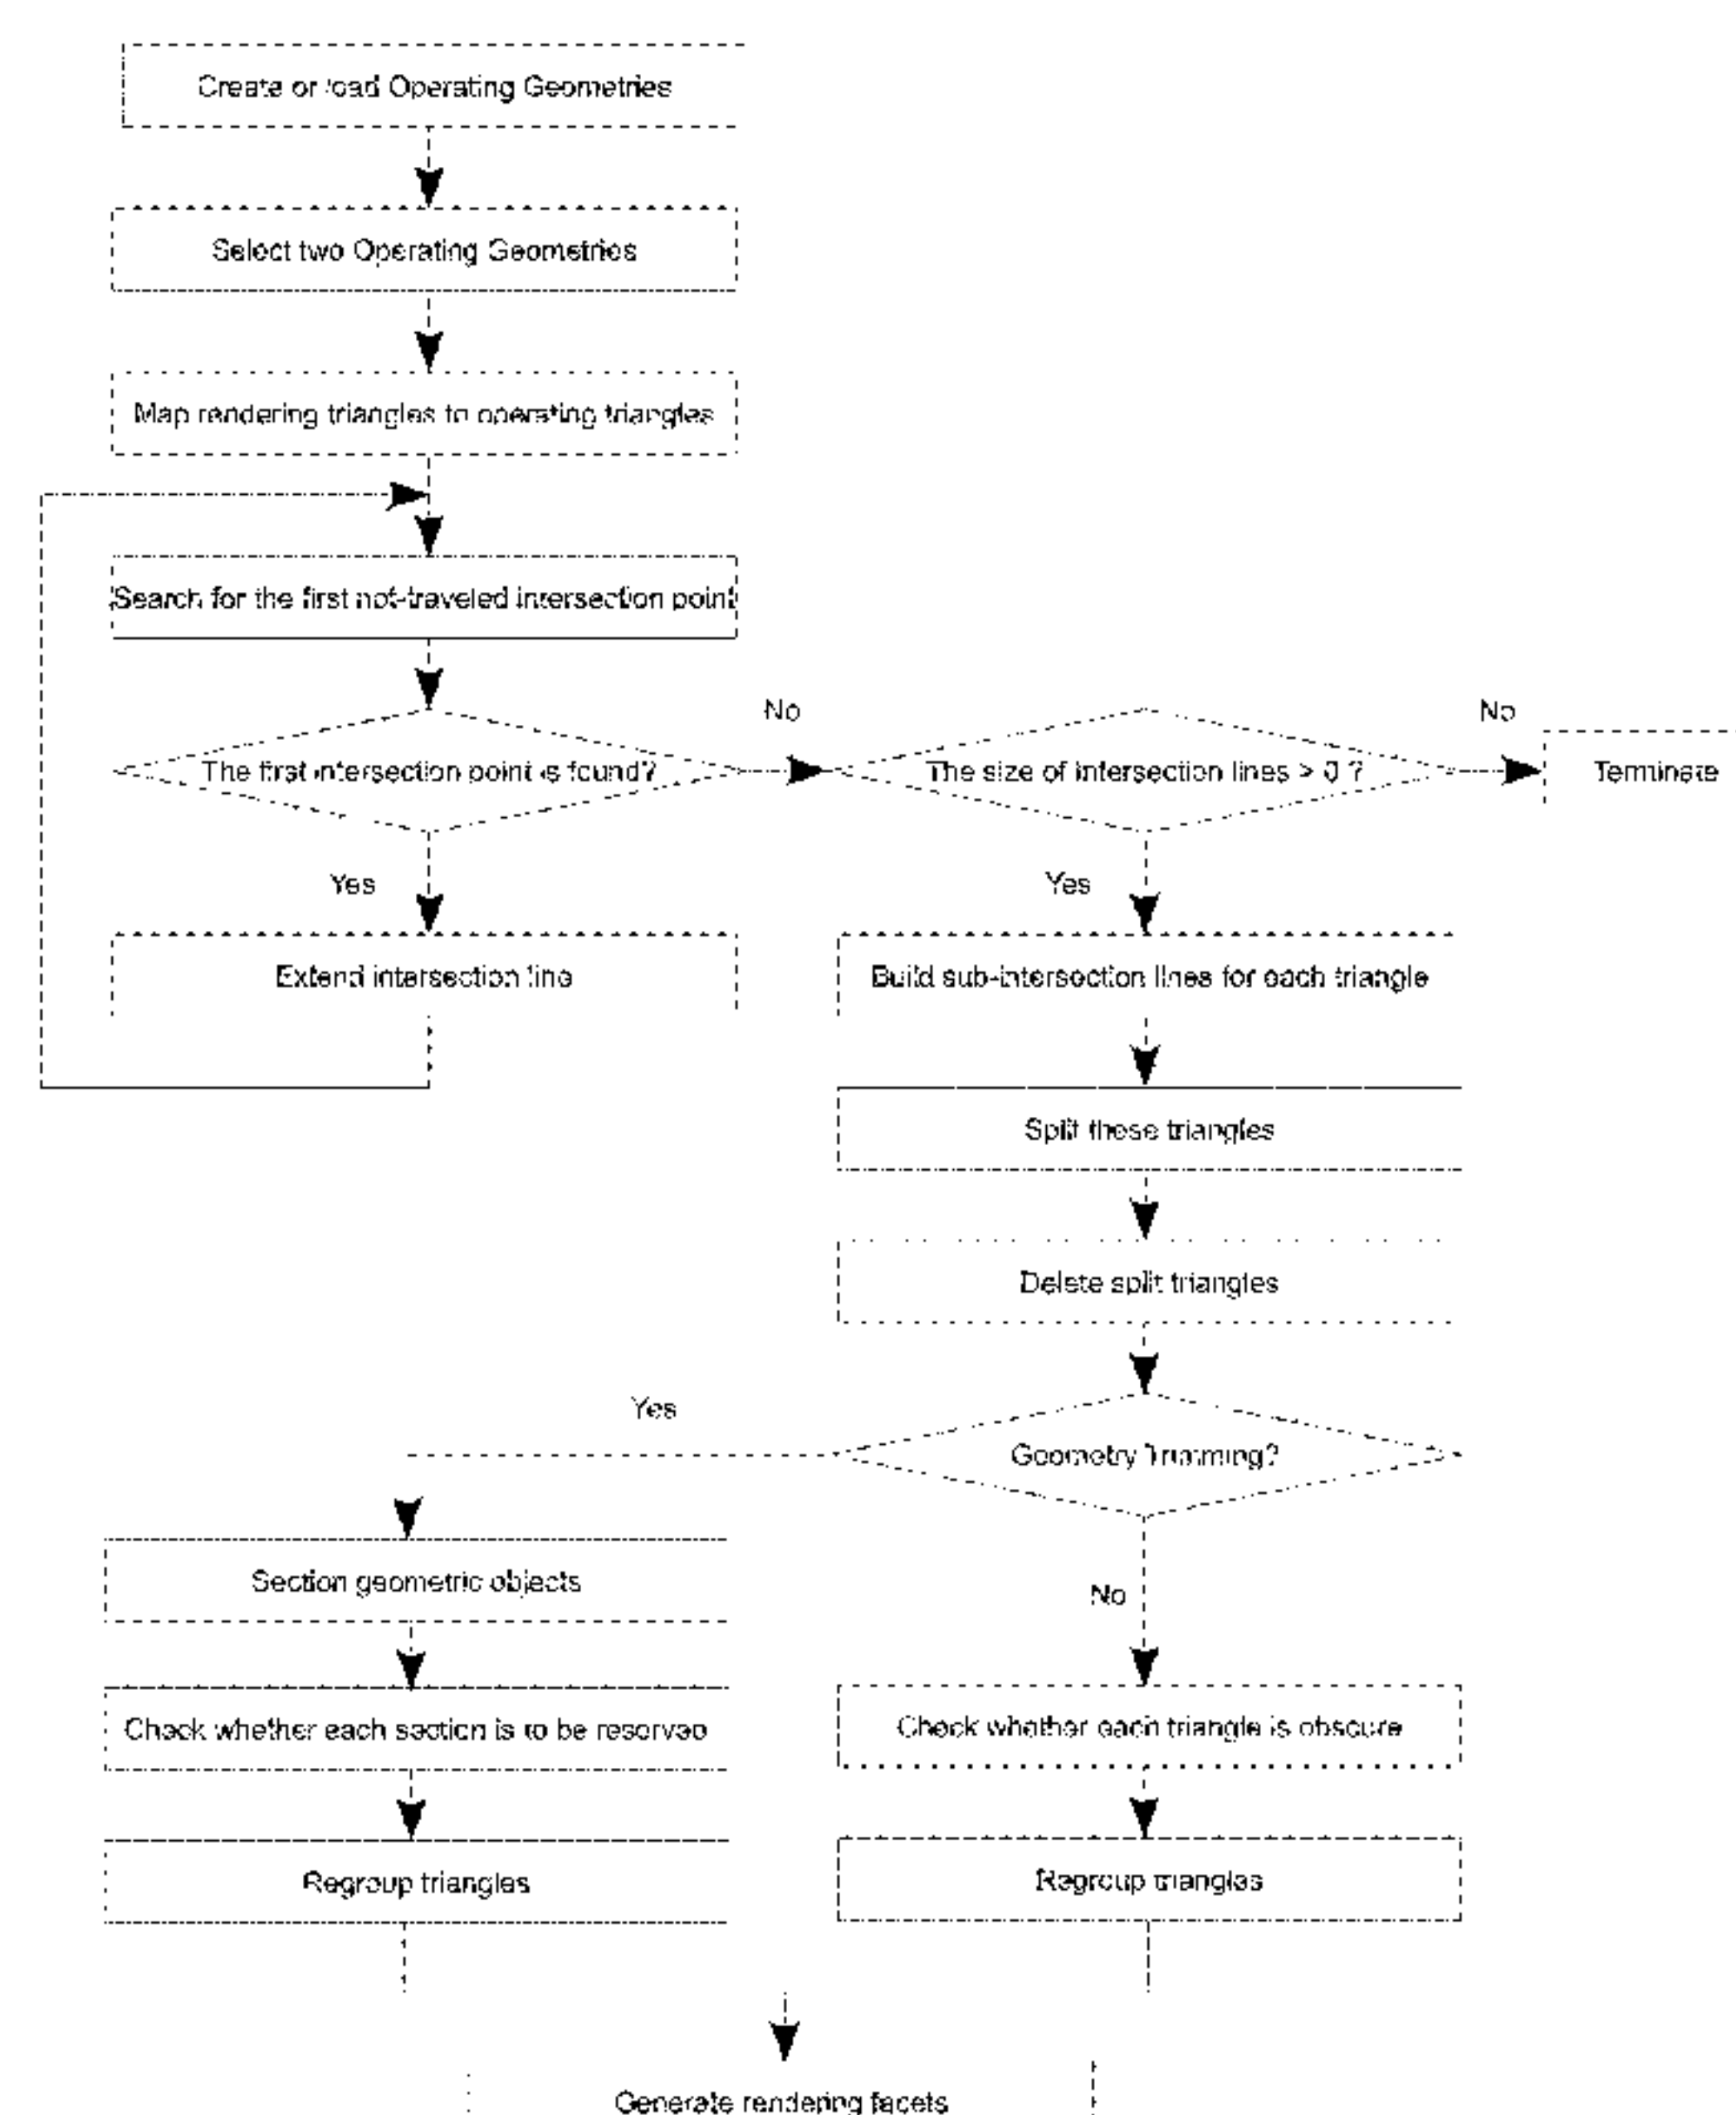 Create or load Operating Geometries
Select two Operating Geometries
Map rendering triangles to operating triangles
Search for the first not-traveled intersection point
The first intersection point is found?
No
The size of intersection lines > 0 ?
No
Terminate
Yes
Yes
Extend intersection line
Build sub-intersection lines for each triangle
Split these triangles
Delete split triangles
Yes
Geometry Trimming?
Section geometric objects
No
Check whether each section is to be reserved
Check whether each triangle is obscure
Regroup triangles
Regroup triangles
Generate rendering facets